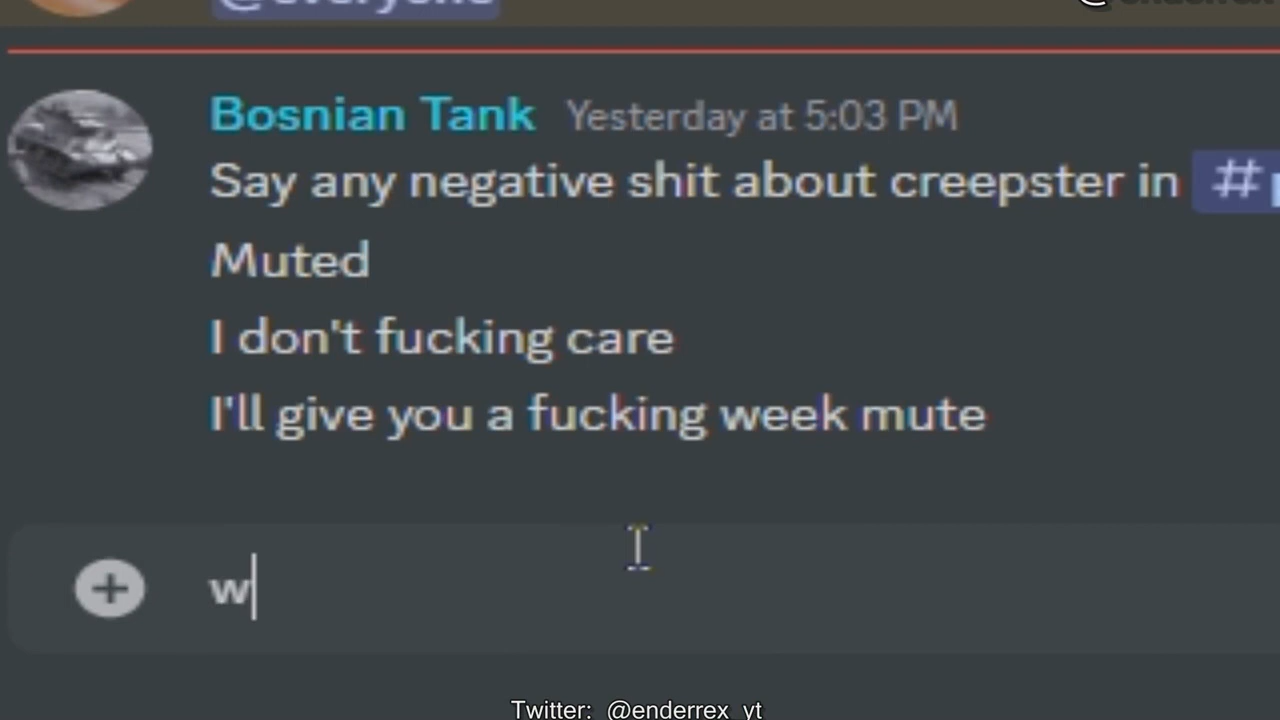 @everyone
Bosnian Tank Yesterday at 5:03 PM
Say any negative shit about creepster in #
Muted
I don't fucking care
I'll give you a fucking week mute
w
Twitter: @enderrex_yt